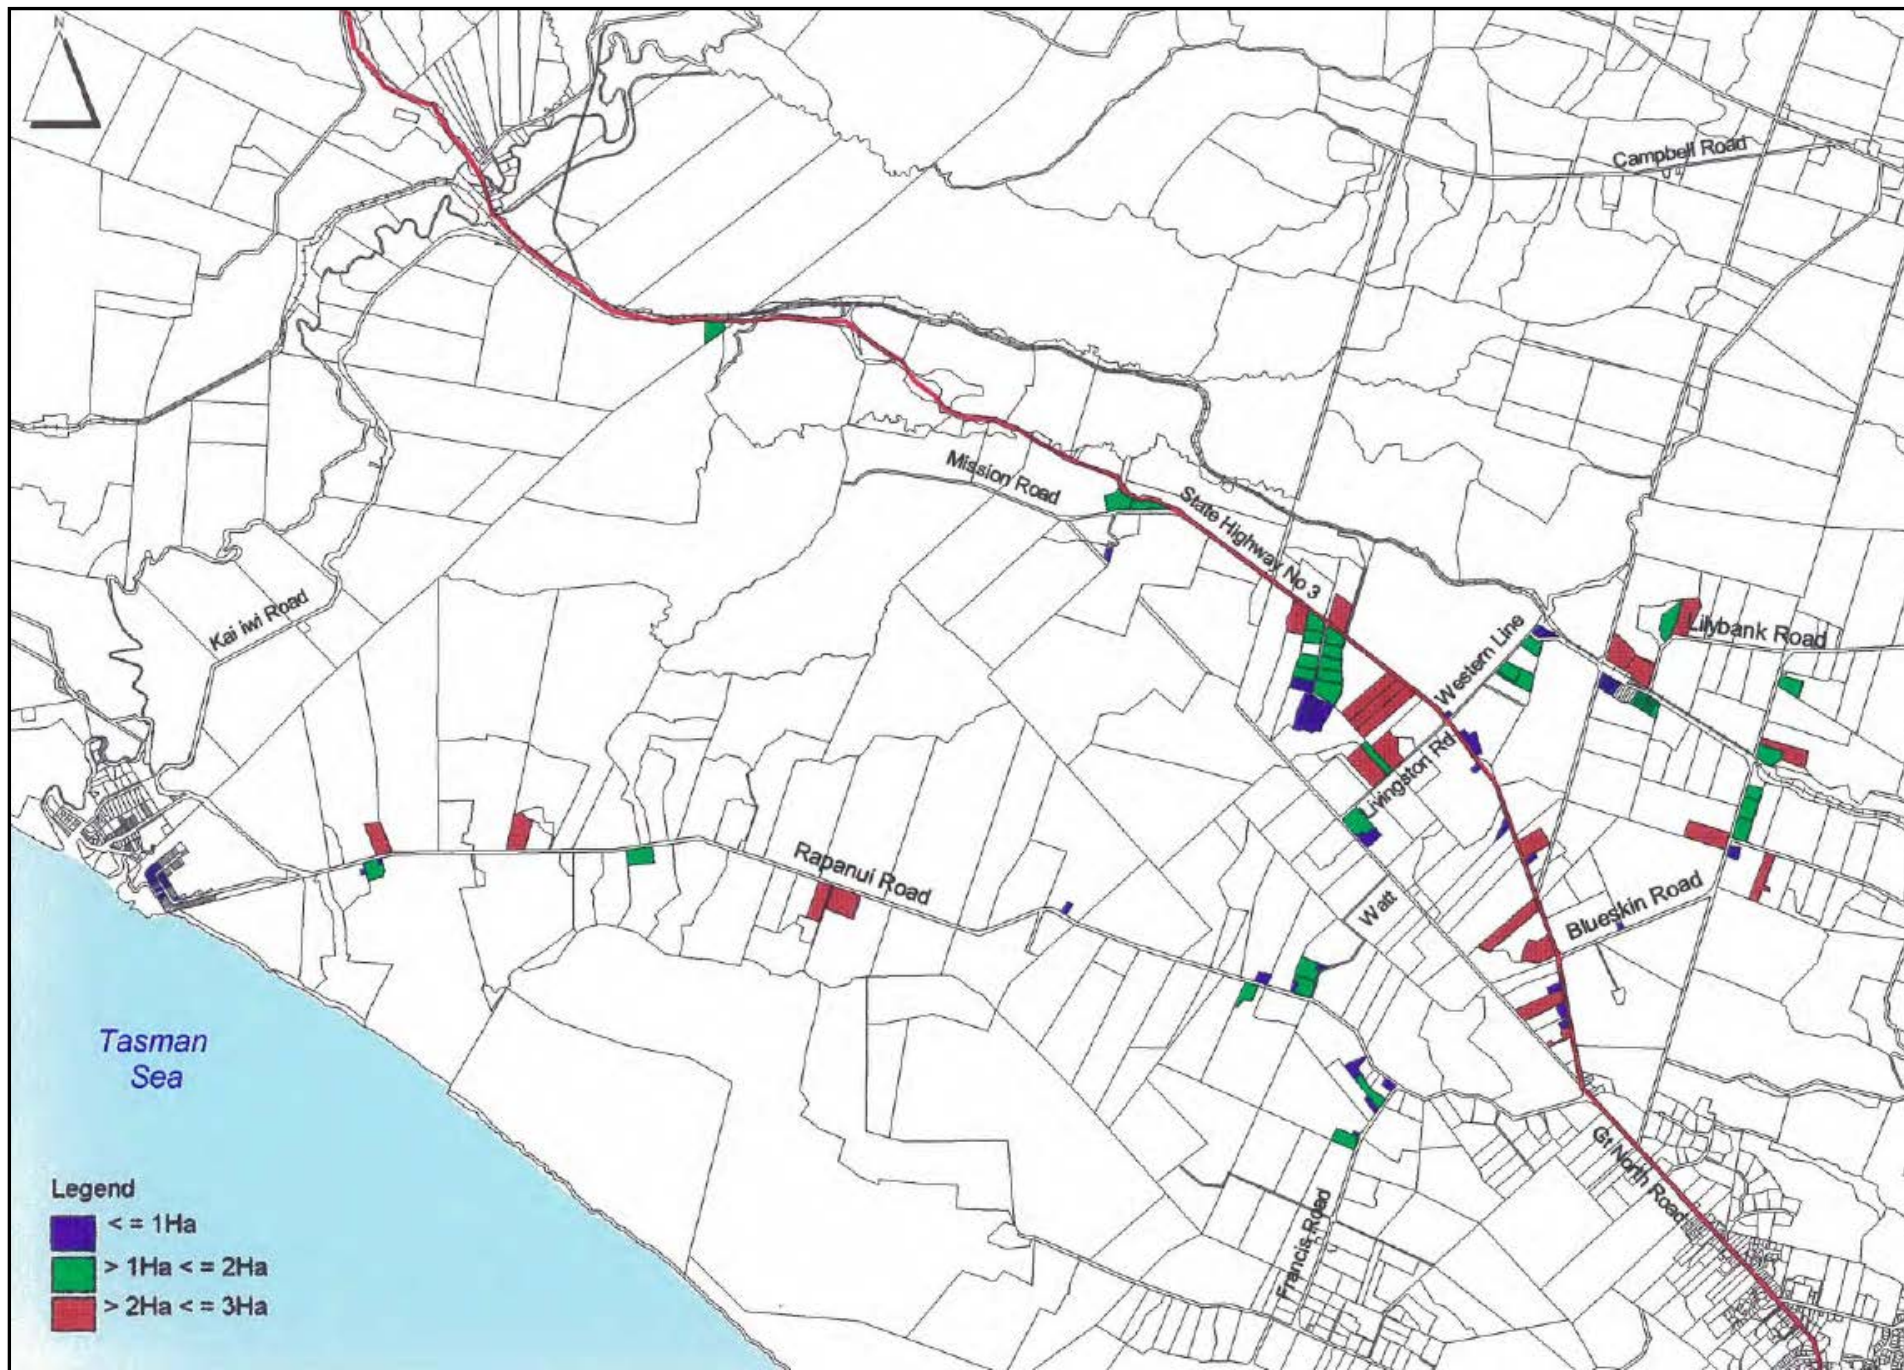 N
Campbell Road
Mission Road
State Highway No 3
Kai iwi Road
Western Line
Lilybank Road
Livingston Rd
Rapanui Road
Watt
Blueskin Road
Tasman
Sea
Gt North Road
Francis Road
Legend
< = 1Ha
> 1Ha < = 2Ha
> 2Ha < = 3Ha